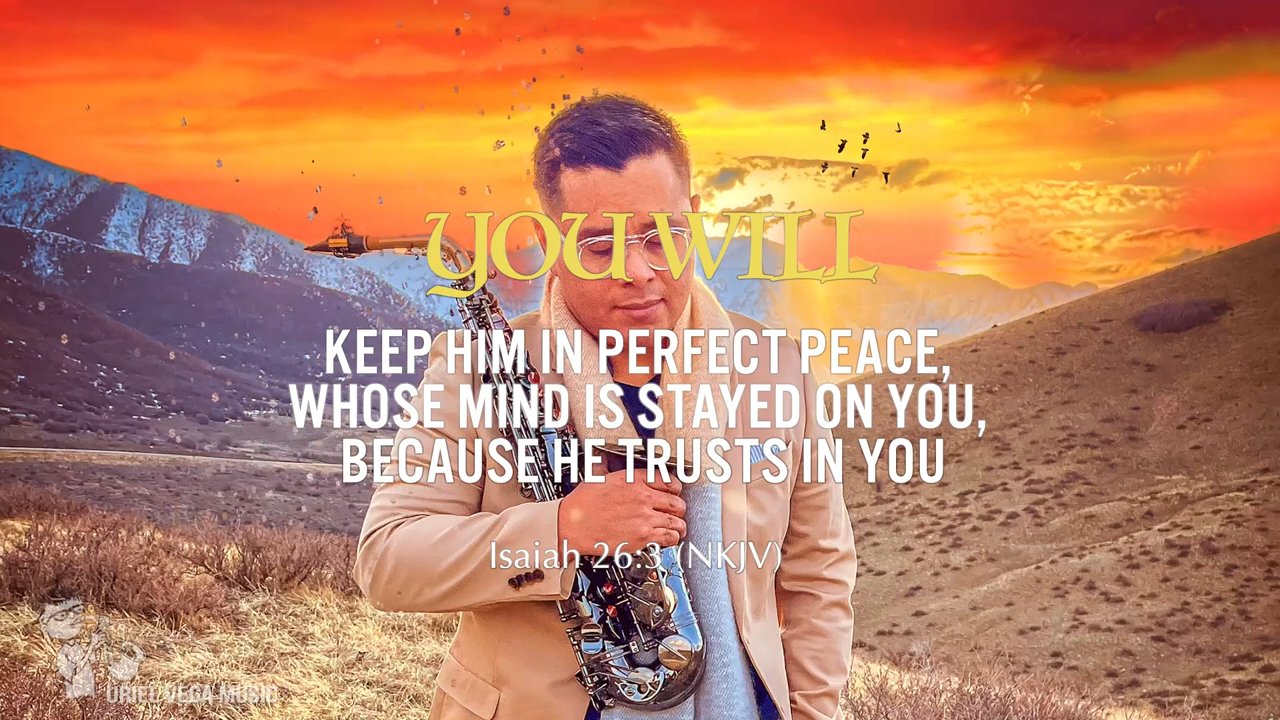 YOU WILL
KEEP HIM IN PERFECT PEACE,
WHOSE MIND IS STAYED ON YOU,
BECAUSE HE TRUSTS IN YOU
Isaiah 26:3 (NKJV)
URIEL VEGA MUSIC